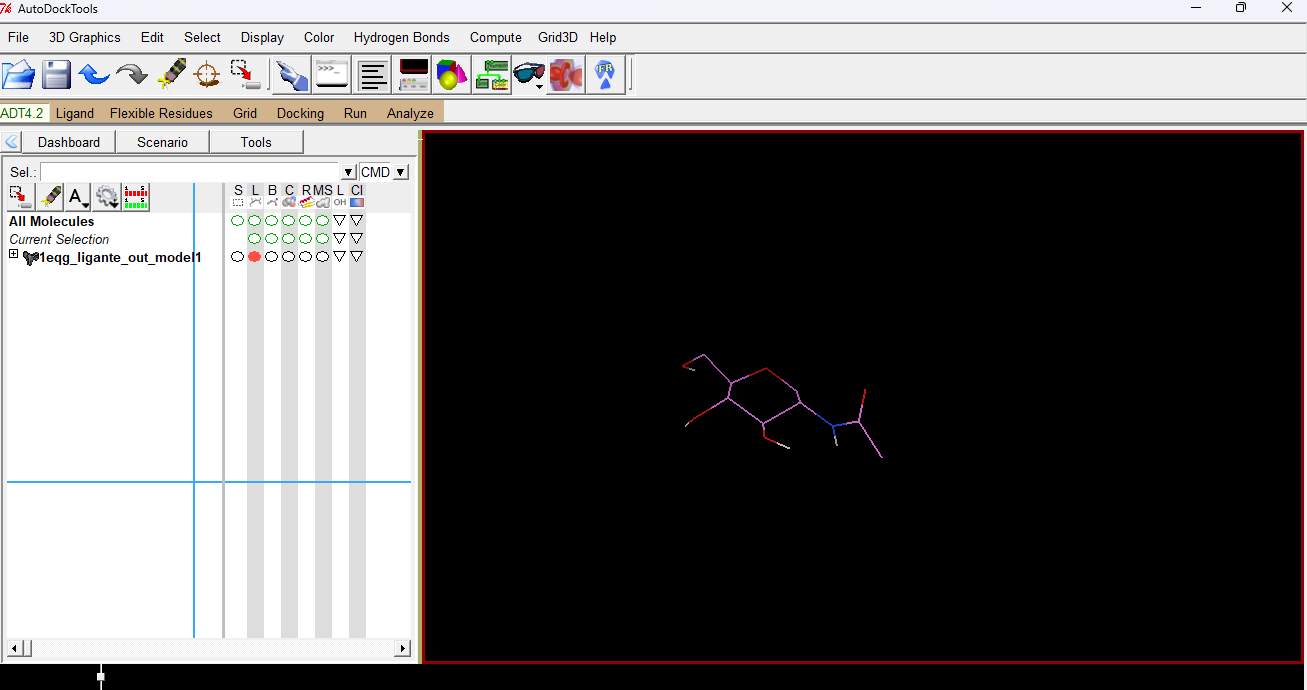 AutoDockTools
File 3D Graphics Edit Select Display Color Hydrogen Bonds Compute Grid3D Help
>>>_
ADT4.2 Ligand Flexible Residues Grid Docking Run Analyze
Dashboard Scenario Tools
Sel.: CMD
A
S L B C R MS L Cl
OH
All Molecules
Current Selection
1eqg_ligante_out_model1